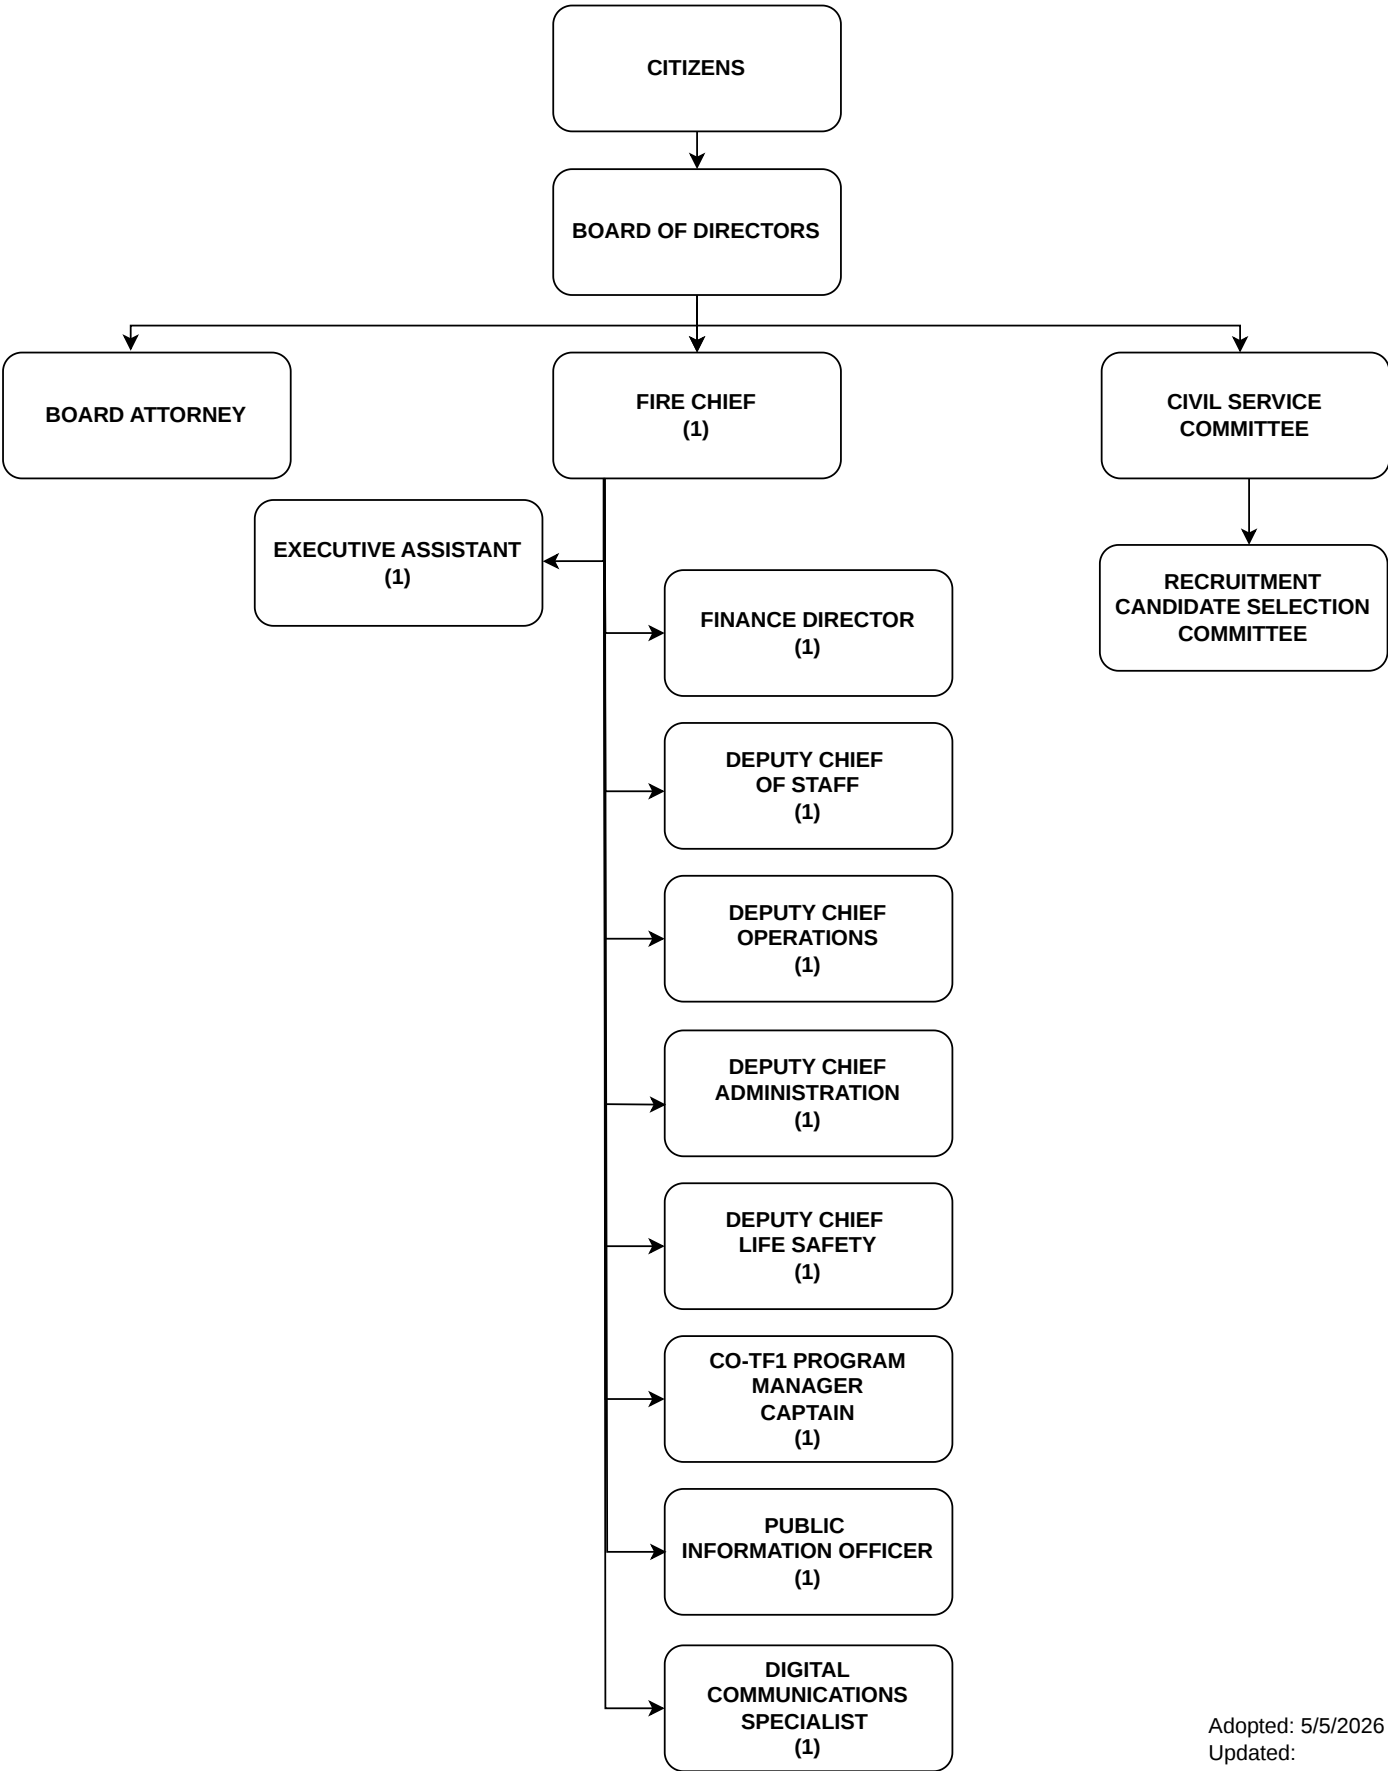 CITIZENS
BOARD OF DIRECTORS
BOARD ATTORNEY
FIRE CHIEF
(1)
CIVIL SERVICE
COMMITTEE
EXECUTIVE ASSISTANT
(1)
RECRUITMENT
CANDIDATE SELECTION
COMMITTEE
FINANCE DIRECTOR
(1)
DEPUTY CHIEF
OF STAFF
(1)
DEPUTY CHIEF
OPERATIONS
(1)
DEPUTY CHIEF
ADMINISTRATION
(1)
DEPUTY CHIEF
LIFE SAFETY
(1)
CO-TF1 PROGRAM
MANAGER
CAPTAIN
(1)
PUBLIC
INFORMATION OFFICER
(1)
DIGITAL
COMMUNICATIONS
SPECIALIST
(1)
Adopted: 5/5/2026
Updated: